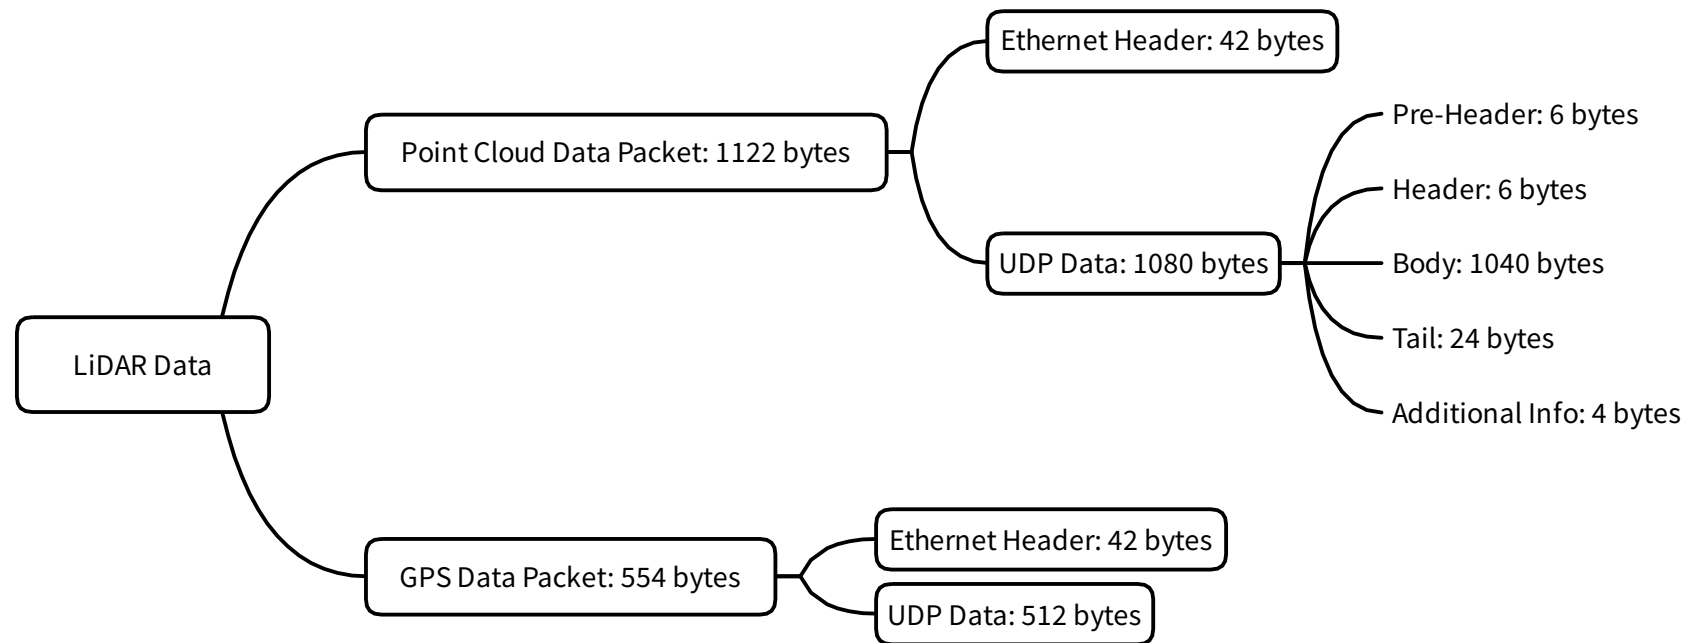 LiDAR Data
Point Cloud Data Packet: 1122 bytes
Ethernet Header: 42 bytes
UDP Data: 1080 bytes
Pre-Header: 6 bytes
Header: 6 bytes
Body: 1040 bytes
Tail: 24 bytes
Additional Info: 4 bytes
GPS Data Packet: 554 bytes
Ethernet Header: 42 bytes
UDP Data: 512 bytes